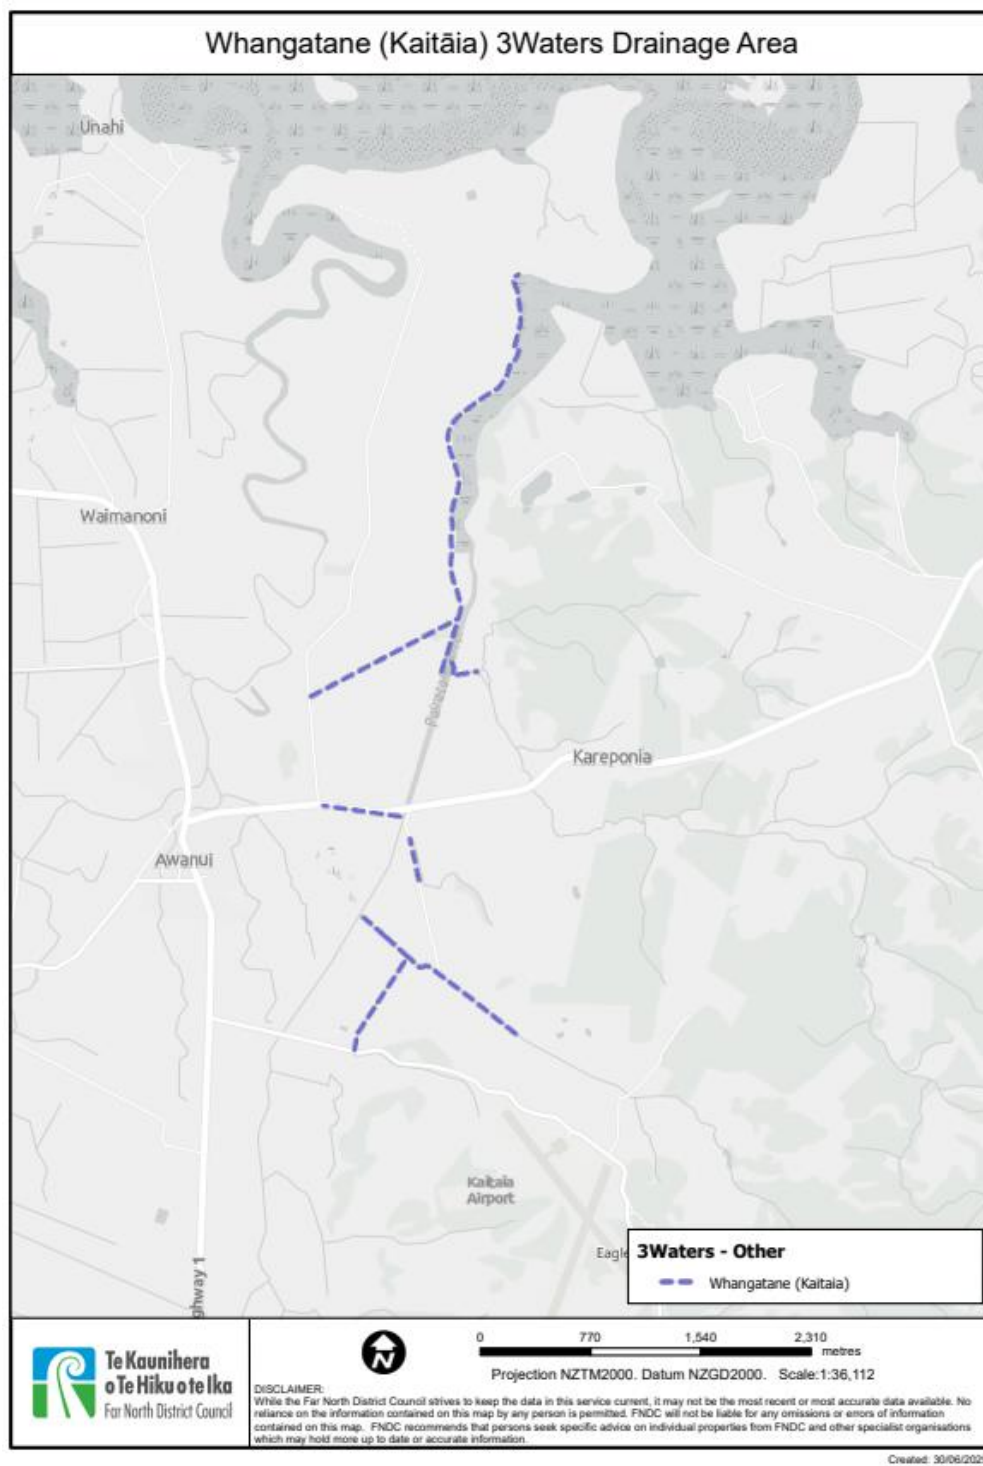 Whangatane (Kaitāia) 3Waters Drainage Area
Unahi
Waimanoni
Kareponia
Awanui
Kaitaia
Airport
Eagle
ghway 1
3Waters - Other
Whangatane (Kaitaia)
Te Kaunihera
o Te Hiku o te Ika
Far North District Council
N
0 770 1,540 2,310
metres
Projection NZTM2000. Datum NZGD2000. Scale:1:36,112
DISCLAIMER:
While the Far North District Council strives to keep the data in this service current, it may not be the most recent or most accurate data available. No
reliance on the information contained on this map by any person is permitted. FNDC will not be liable for any omissions or errors of information
contained on this map. FNDC recommends that persons seek specific advice on individual properties from FNDC and other specialist organisations
which may hold more up to date or accurate information.
Created: 30/06/202